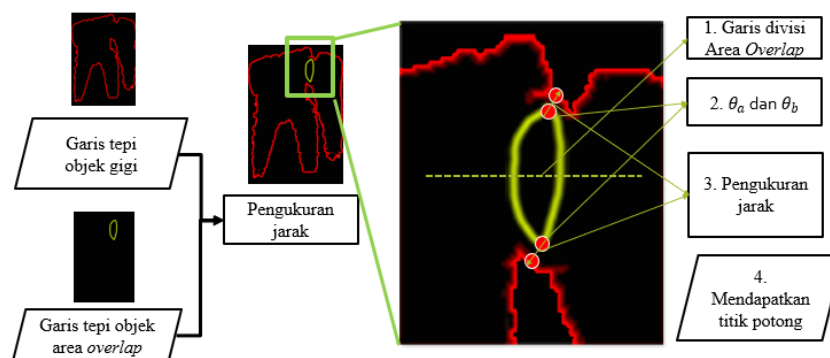 Garis tepi
objek gigi
Garis tepi objek
area overlap
Pengukuran
jarak
1. Garis divisi
Area Overlap
2. θₐ dan θ_b
3. Pengukuran
jarak
4.
Mendapatkan
titik potong